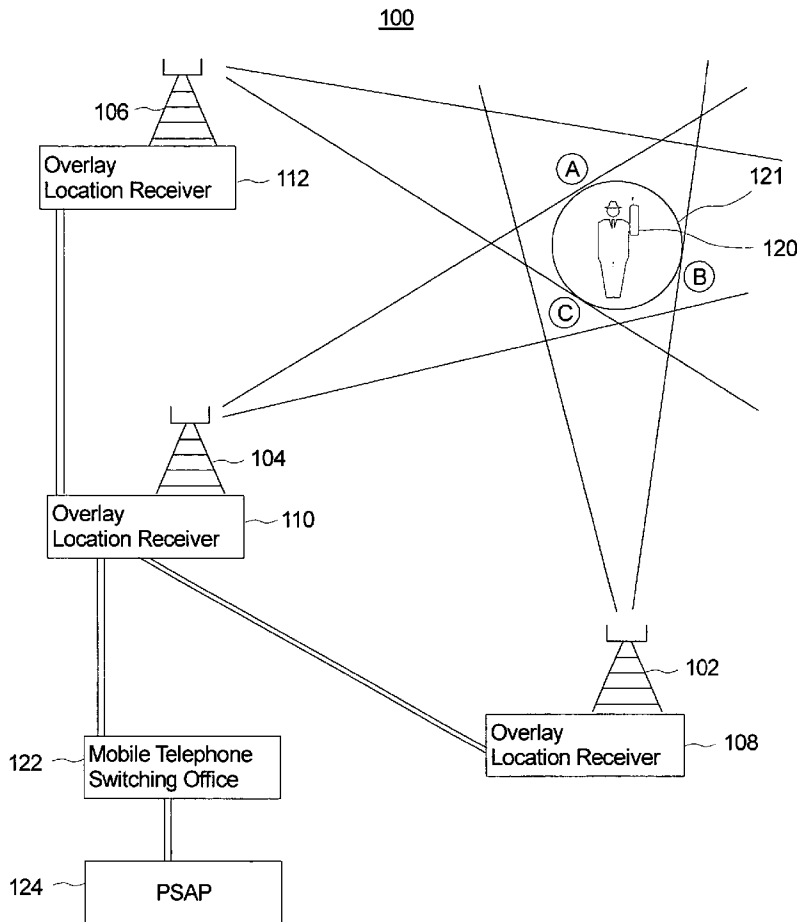 100
106
Overlay
Location Receiver
112
A
121
120
B
C
104
Overlay
Location Receiver
110
102
Overlay
Location Receiver
108
122
Mobile Telephone
Switching Office
124
PSAP